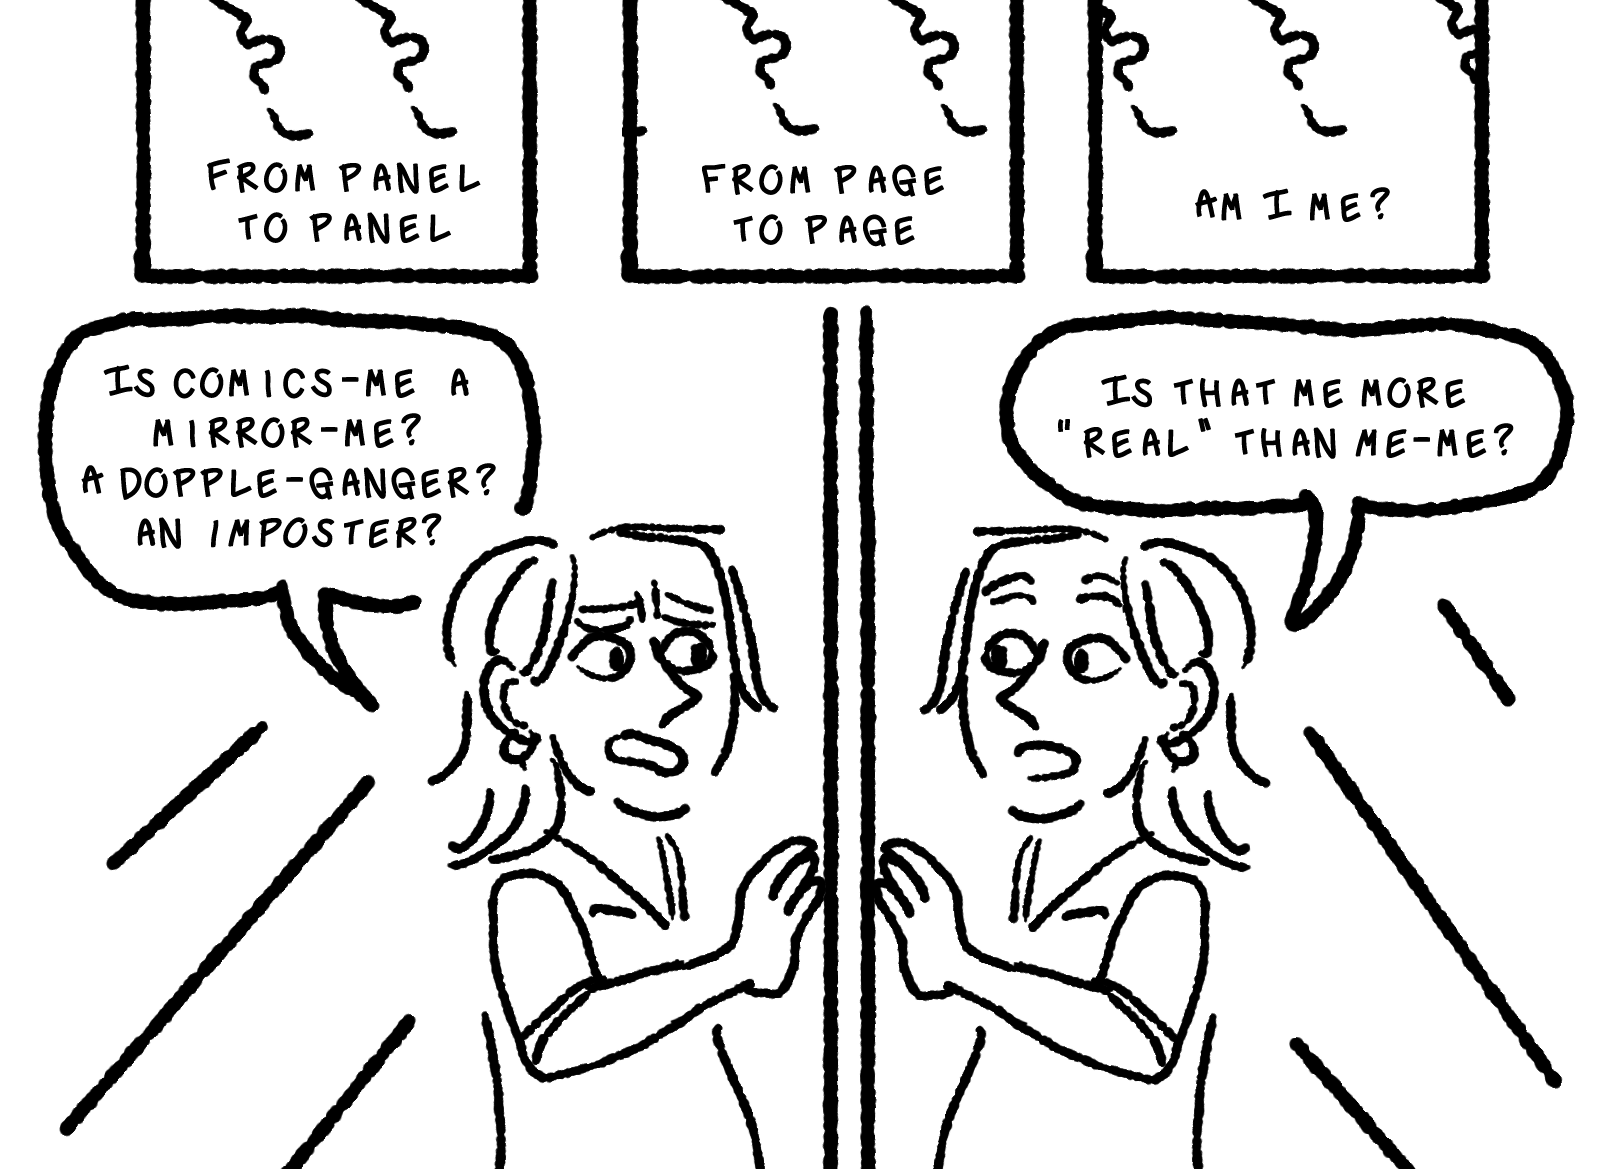 FROM PANEL
TO PANEL
FROM PAGE
TO PAGE
AM I ME?
IS COMICS-ME A
MIRROR-ME?
A DOPPLE-GANGER?
AN IMPOSTER?
IS THAT ME MORE
"REAL" THAN ME-ME?